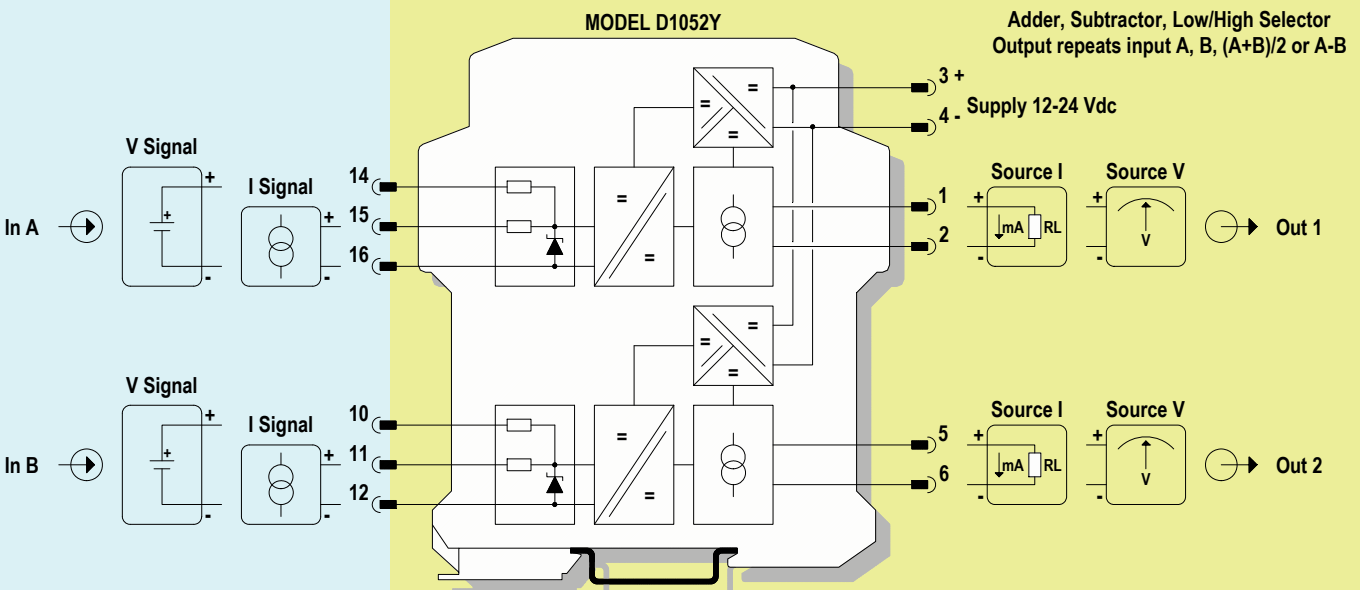 MODEL D1052Y
Adder, Subtractor, Low/High Selector
Output repeats input A, B, (A+B)/2 or A-B
3 +
4 -
Supply 12-24 Vdc
=
=
=
V Signal
+
+
-
I Signal
+
-
In A
14
15
16
=
=
1
2
Source I
+
-
mA
RL
Source V
+
-
V
Out 1
=
=
=
V Signal
+
+
-
I Signal
+
-
In B
10
11
12
=
=
5
6
Source I
+
-
mA
RL
Source V
+
-
V
Out 2